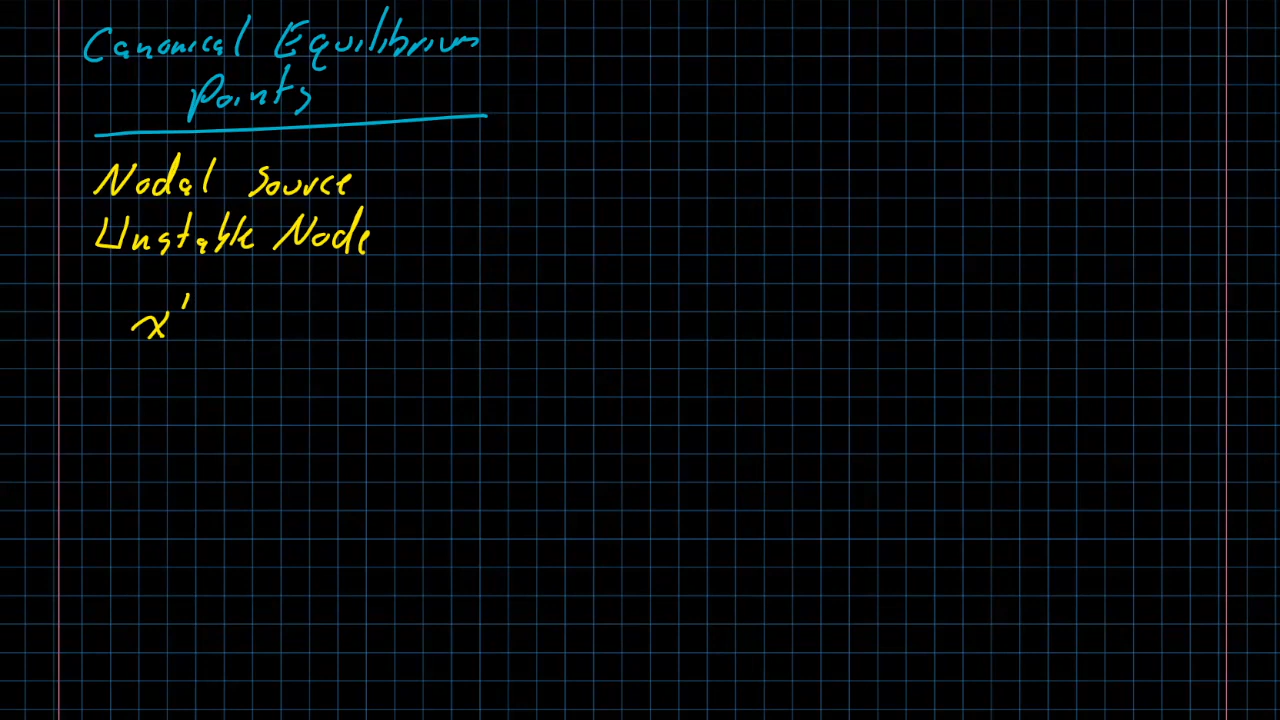 Canonical Equilibrium
Points
Nodal Source
Unstable Node
x'